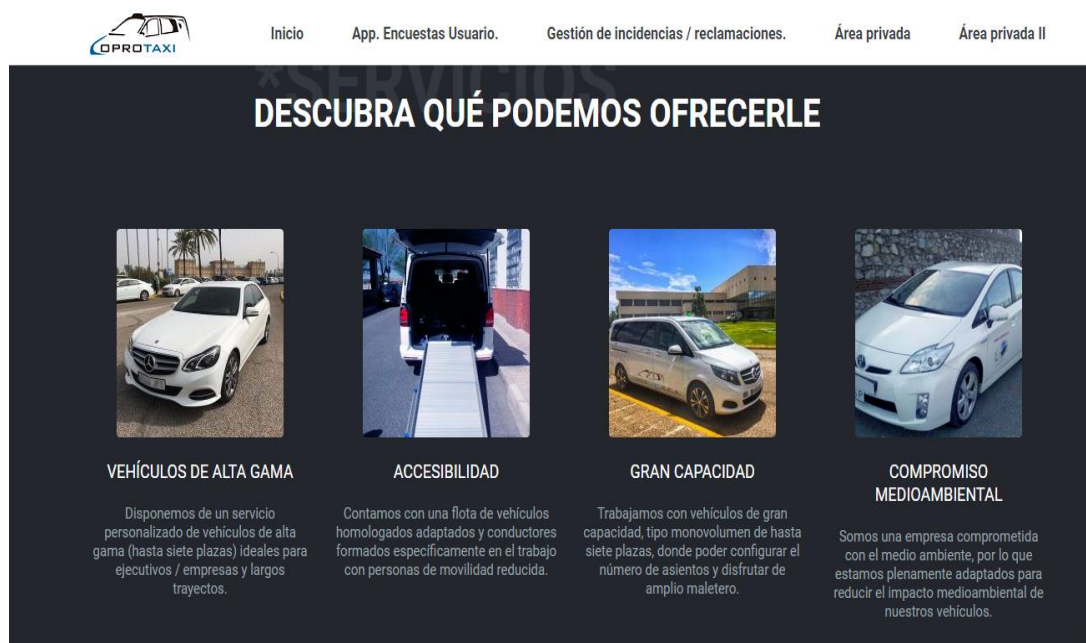 COPROTAXI
Inicio
App. Encuestas Usuario.
Gestión de incidencias / reclamaciones.
Área privada
Área privada II
*SERVICIOS
DESCUBRA QUÉ PODEMOS OFRECERLE
VEHÍCULOS DE ALTA GAMA
Disponemos de un servicio
personalizado de vehículos de alta
gama (hasta siete plazas) ideales para
ejecutivos / empresas y largos
trayectos.
ACCESIBILIDAD
Contamos con una flota de vehículos
homologados adaptados y conductores
formados específicamente en el trabajo
con personas de movilidad reducida.
GRAN CAPACIDAD
Trabajamos con vehículos de gran
capacidad, tipo monovolumen de hasta
siete plazas, donde poder configurar el
número de asientos y disfrutar de
amplio maletero.
COMPROMISO
MEDIOAMBIENTAL
Somos una empresa comprometida
con el medio ambiente, por lo que
estamos plenamente adaptados para
reducir el impacto medioambiental de
nuestros vehículos.